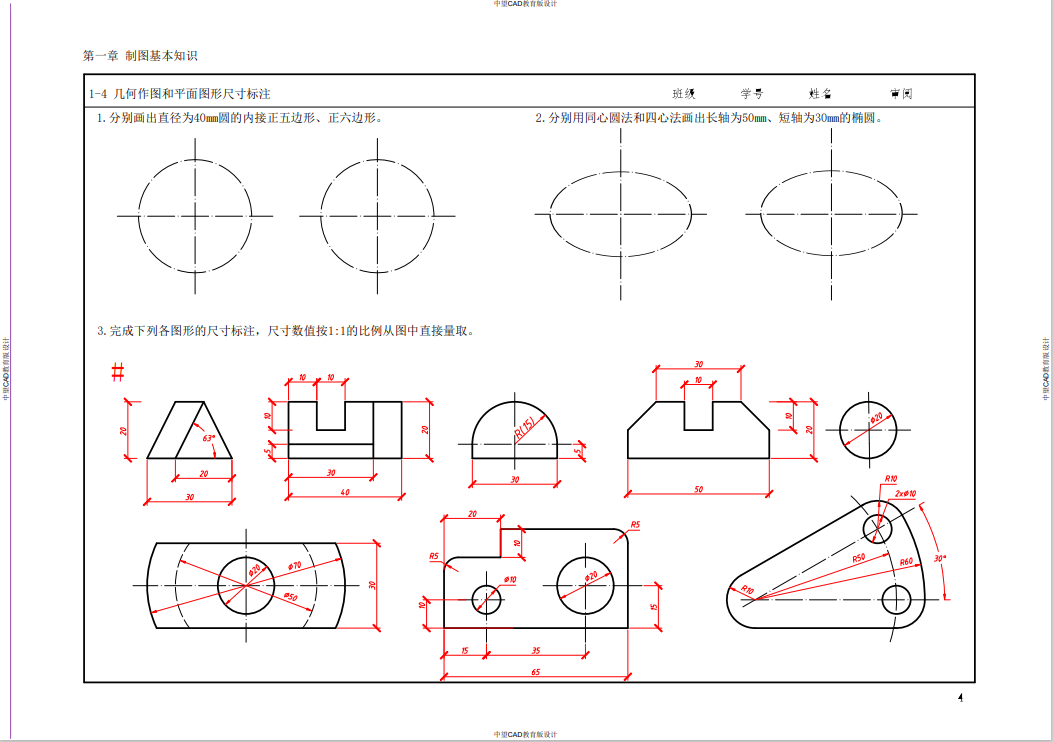 中望CAD教育版设计
第一章 制图基本知识
1-4 几何作图和平面图形尺寸标注 班级 学号 姓名 审阅
1.分别画出直径为40mm圆的内接正五边形、正六边形。
2.分别用同心圆法和四心法画出长轴为50mm、短轴为30mm的椭圆。
3.完成下列各图形的尺寸标注，尺寸数值按1:1的比例从图中直接量取。
20
63°
20
30
10 10
10
5
20
30
40
R(15)
5
30
30
10
10
20
50
Ø20
Ø20
Ø70
Ø50
30
20
10
R5
R5
Ø10
Ø20
10
15
15
35
65
R10
2xØ10
R50
R60
30°
R10
4
中望CAD教育版设计
中望CAD教育版设计
中望CAD教育版设计